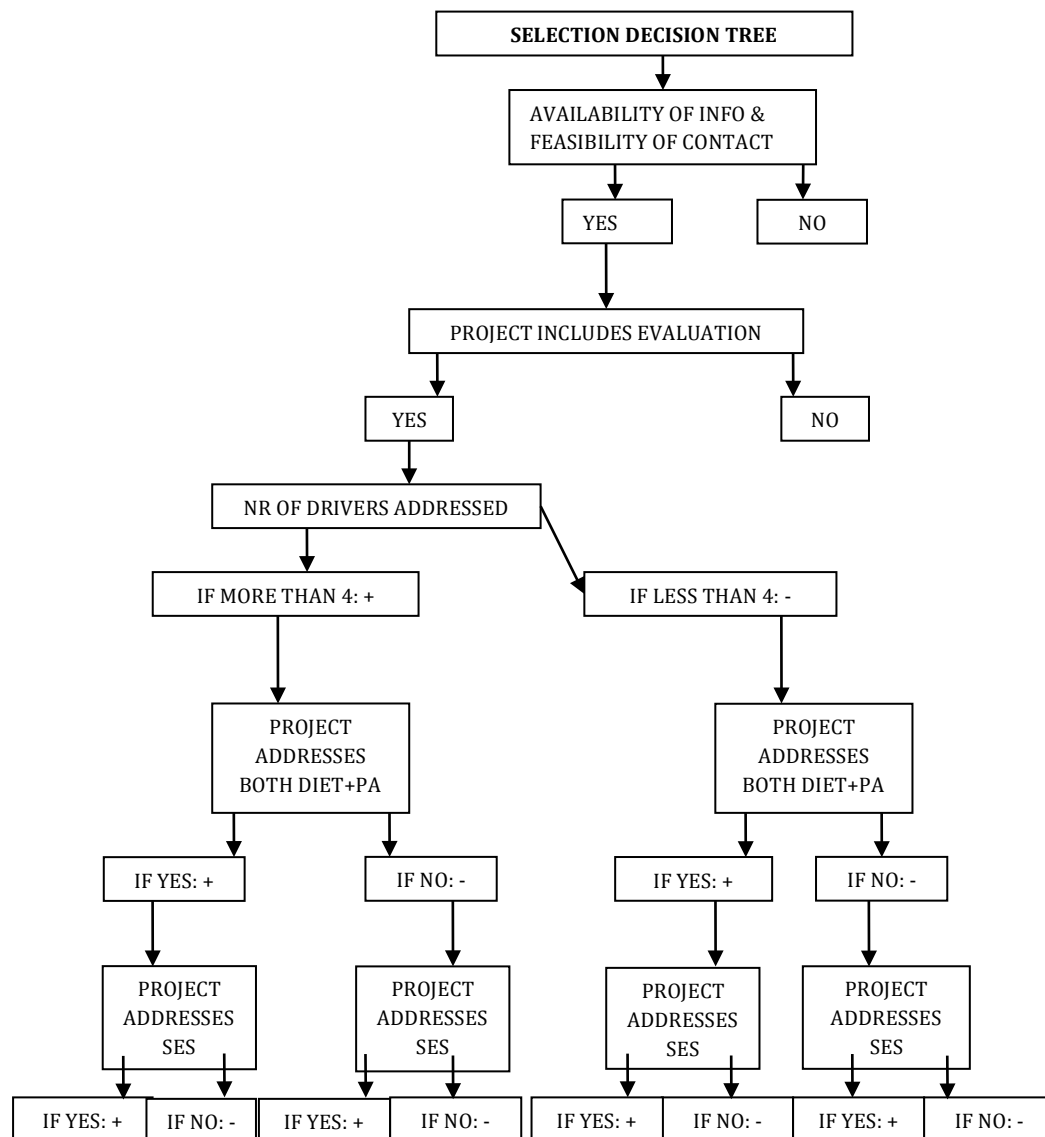 SELECTION DECISION TREE
AVAILABILITY OF INFO &
FEASIBILITY OF CONTACT
YES
NO
PROJECT INCLUDES EVALUATION
YES
NO
NR OF DRIVERS ADDRESSED
IF MORE THAN 4: +
IF LESS THAN 4: -
PROJECT
ADDRESSES
BOTH DIET+PA
PROJECT
ADDRESSES
BOTH DIET+PA
IF YES: +
IF NO: -
IF YES: +
IF NO: -
PROJECT
ADDRESSES
SES
PROJECT
ADDRESSES
SES
PROJECT
ADDRESSES
SES
PROJECT
ADDRESSES
SES
IF YES: +
IF NO: -
IF YES: +
IF NO: -
IF YES: +
IF NO: -
IF YES: +
IF NO: -